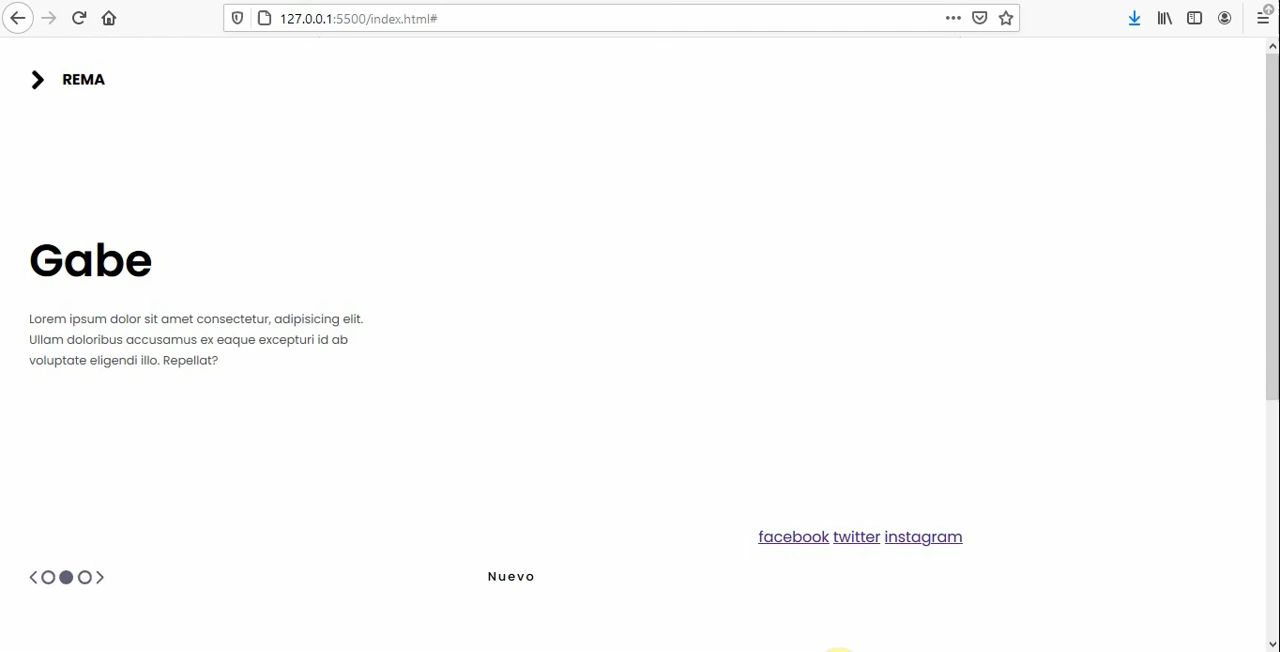 127.0.0.1:5500/index.html#
REMA
Gabe
Lorem ipsum dolor sit amet consectetur, adipisicing elit.
Ullam doloribus accusamus ex eaque excepturi id ab
voluptate eligendi illo. Repellat?
facebook twitter instagram
Nuevo